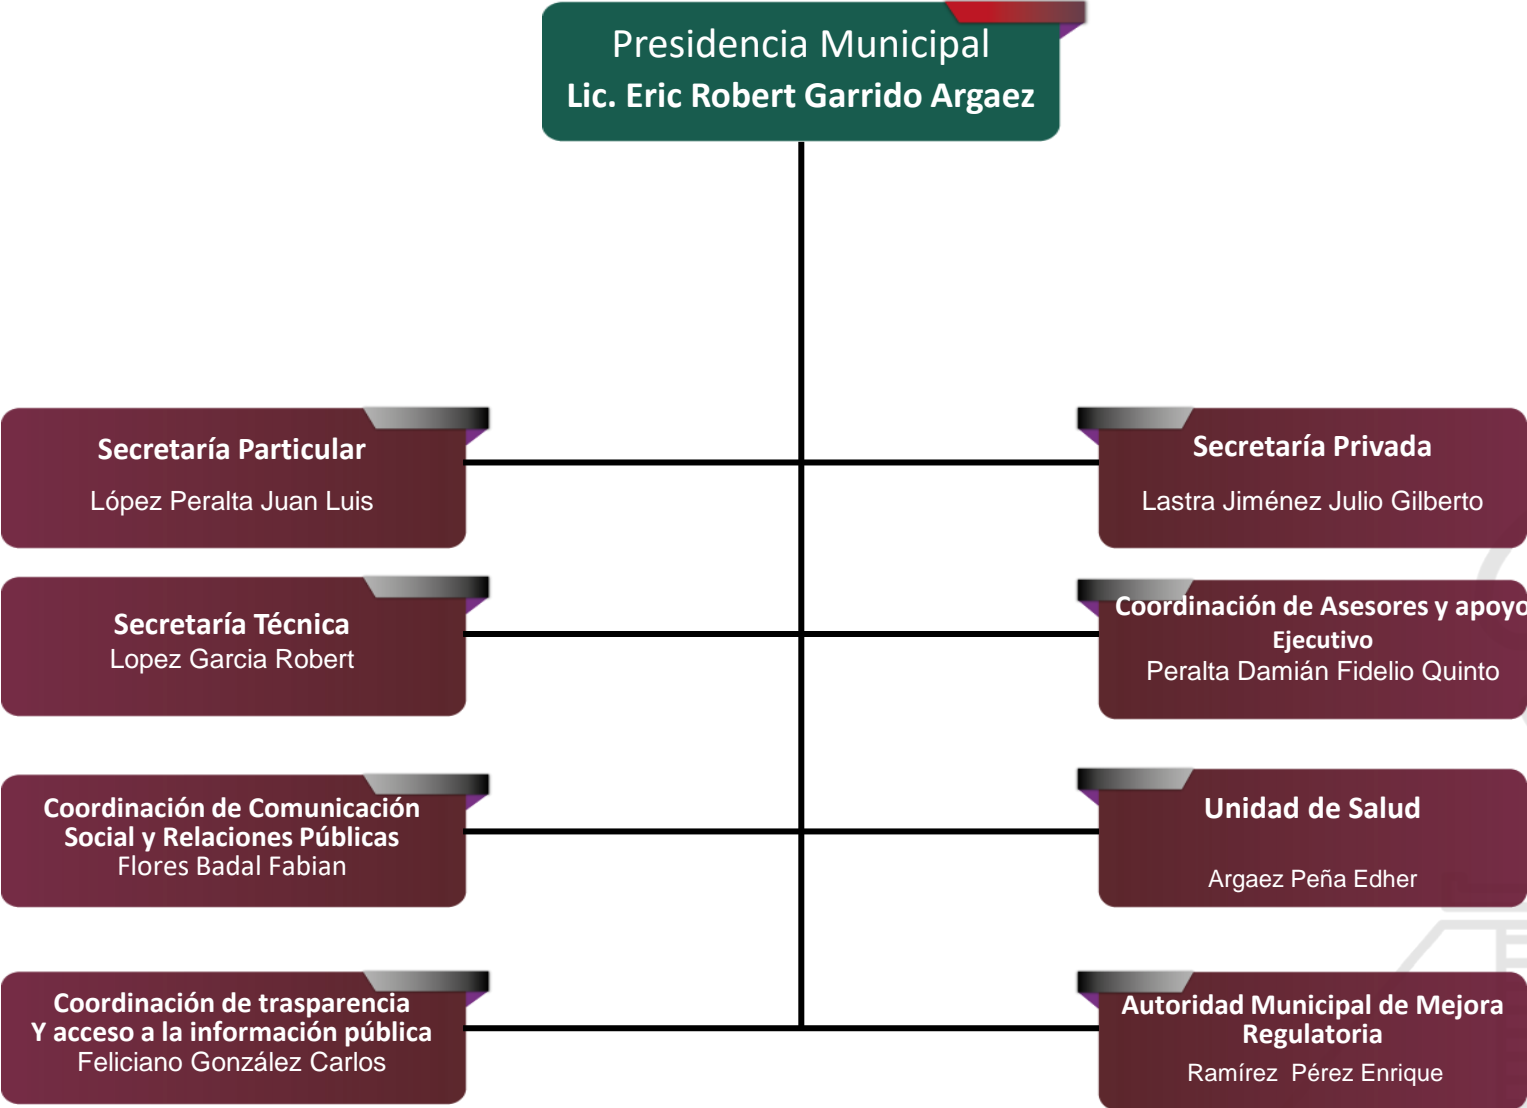 Presidencia Municipal
Lic. Eric Robert Garrido Argaez
Secretaría Particular
López Peralta Juan Luis
Secretaría Privada
Lastra Jiménez Julio Gilberto
Secretaría Técnica
Lopez Garcia Robert
Coordinación de Asesores y apoyo
Ejecutivo
Peralta Damián Fidelio Quinto
Coordinación de Comunicación
Social y Relaciones Públicas
Flores Badal Fabian
Unidad de Salud
Argaez Peña Edher
Coordinación de trasparencia
Y acceso a la información pública
Feliciano González Carlos
Autoridad Municipal de Mejora
Regulatoria
Ramírez  Pérez Enrique